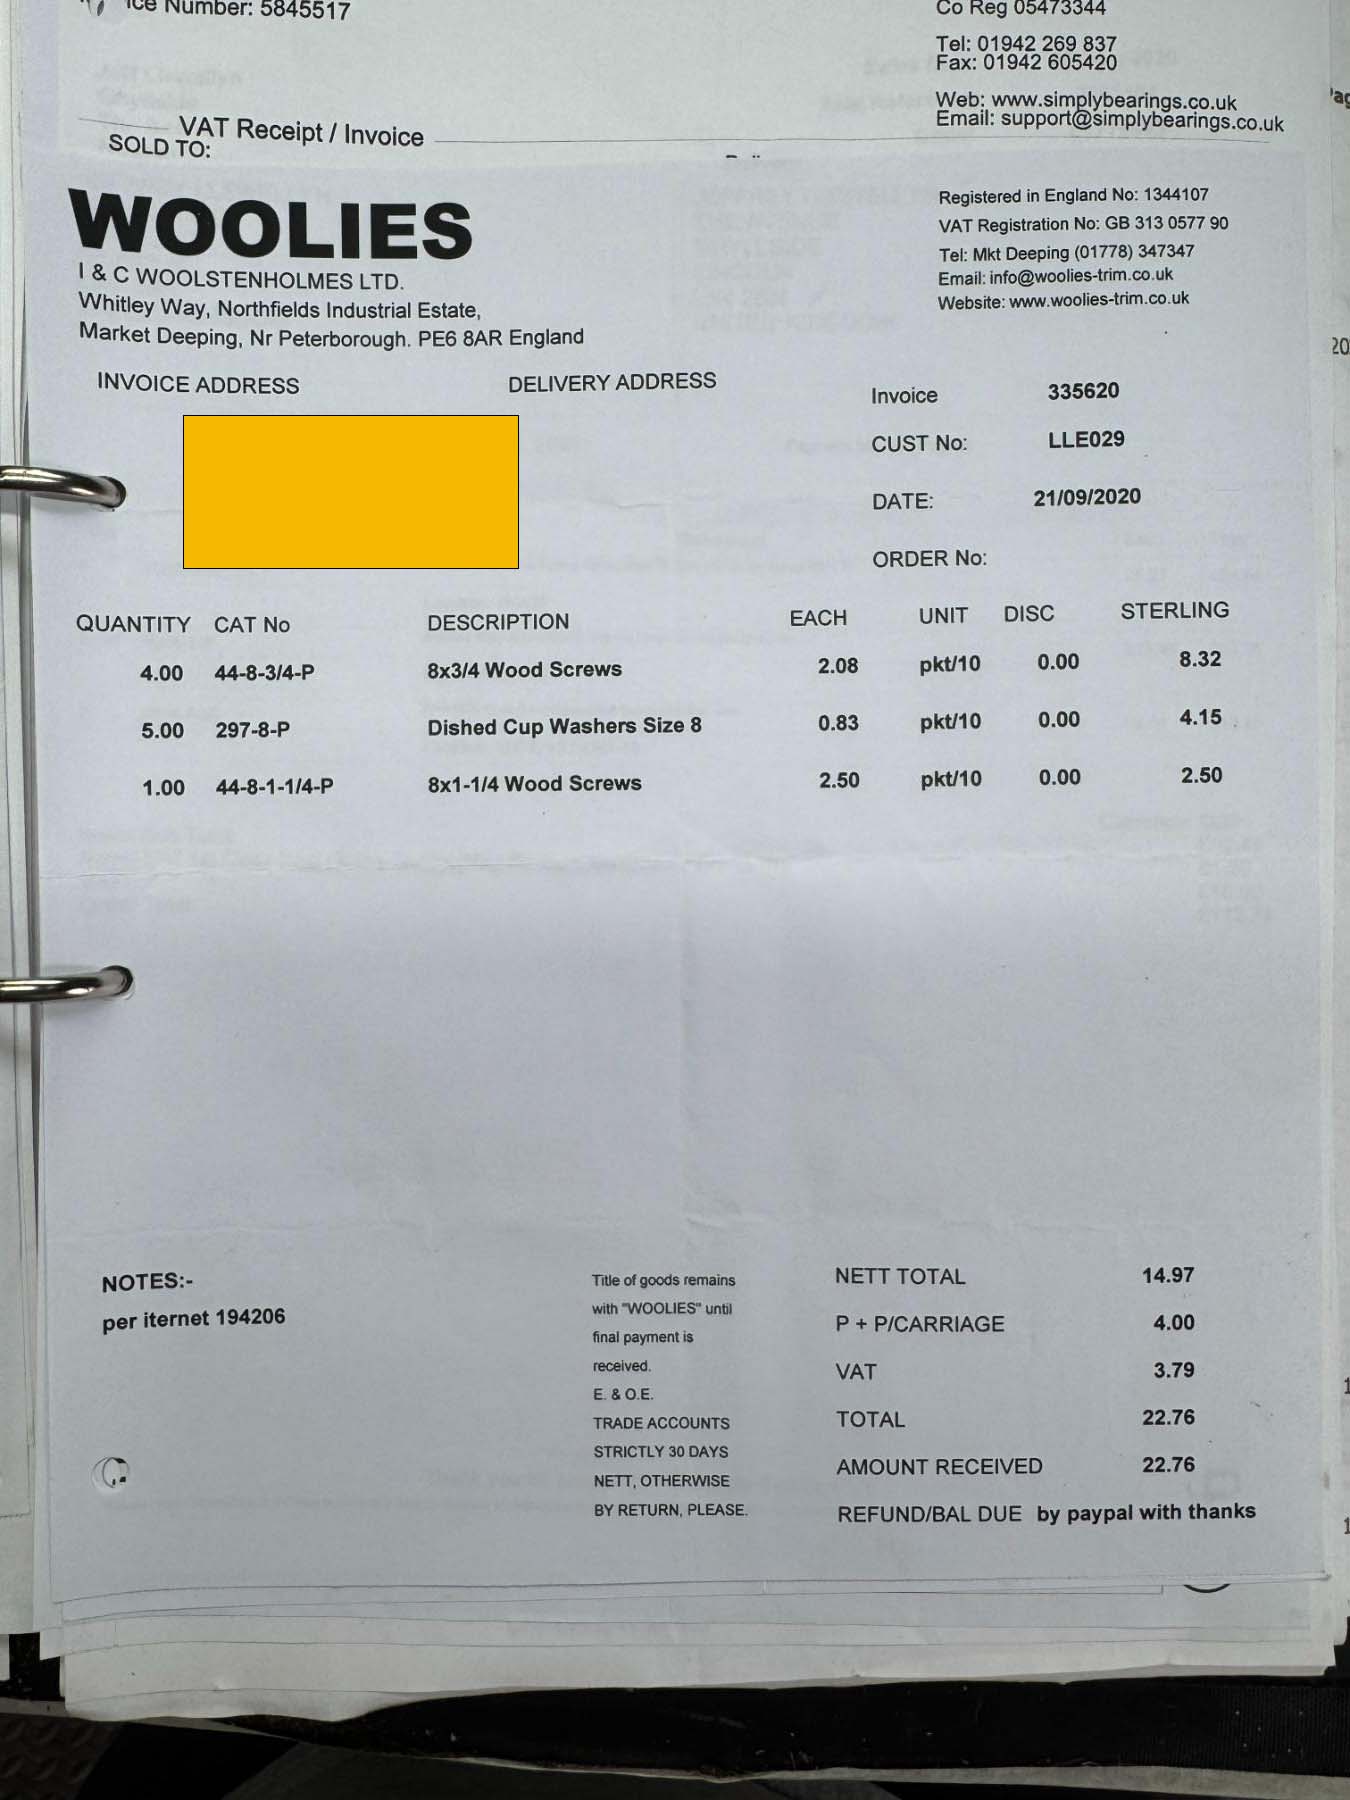 ice Number: 5845517
Co Reg 05473344
Tel: 01942 269 837
Fax: 01942 605420
Web: www.simplybearings.co.uk
Email: support@simplybearings.co.uk
VAT Receipt / Invoice
SOLD TO:
WOOLIES
I & C WOOLSTENHOLMES LTD.
Whitley Way, Northfields Industrial Estate,
Market Deeping, Nr Peterborough. PE6 8AR England
Registered in England No: 1344107
VAT Registration No: GB 313 0577 90
Tel: Mkt Deeping (01778) 347347
Email: info@woolies-trim.co.uk
Website: www.woolies-trim.co.uk
INVOICE ADDRESS DELIVERY ADDRESS
Invoice 335620
CUST No: LLE029
DATE: 21/09/2020
ORDER No:
QUANTITY CAT No DESCRIPTION EACH UNIT DISC STERLING
4.00 44-8-3/4-P 8x3/4 Wood Screws 2.08 pkt/10 0.00 8.32
5.00 297-8-P Dished Cup Washers Size 8 0.83 pkt/10 0.00 4.15
1.00 44-8-1-1/4-P 8x1-1/4 Wood Screws 2.50 pkt/10 0.00 2.50
NOTES:-
per iternet 194206
Title of goods remains
with "WOOLIES" until
final payment is
received.
E. & O.E.
TRADE ACCOUNTS
STRICTLY 30 DAYS
NETT, OTHERWISE
BY RETURN, PLEASE.
NETT TOTAL 14.97
P + P/CARRIAGE 4.00
VAT 3.79
TOTAL 22.76
AMOUNT RECEIVED 22.76
REFUND/BAL DUE by paypal with thanks